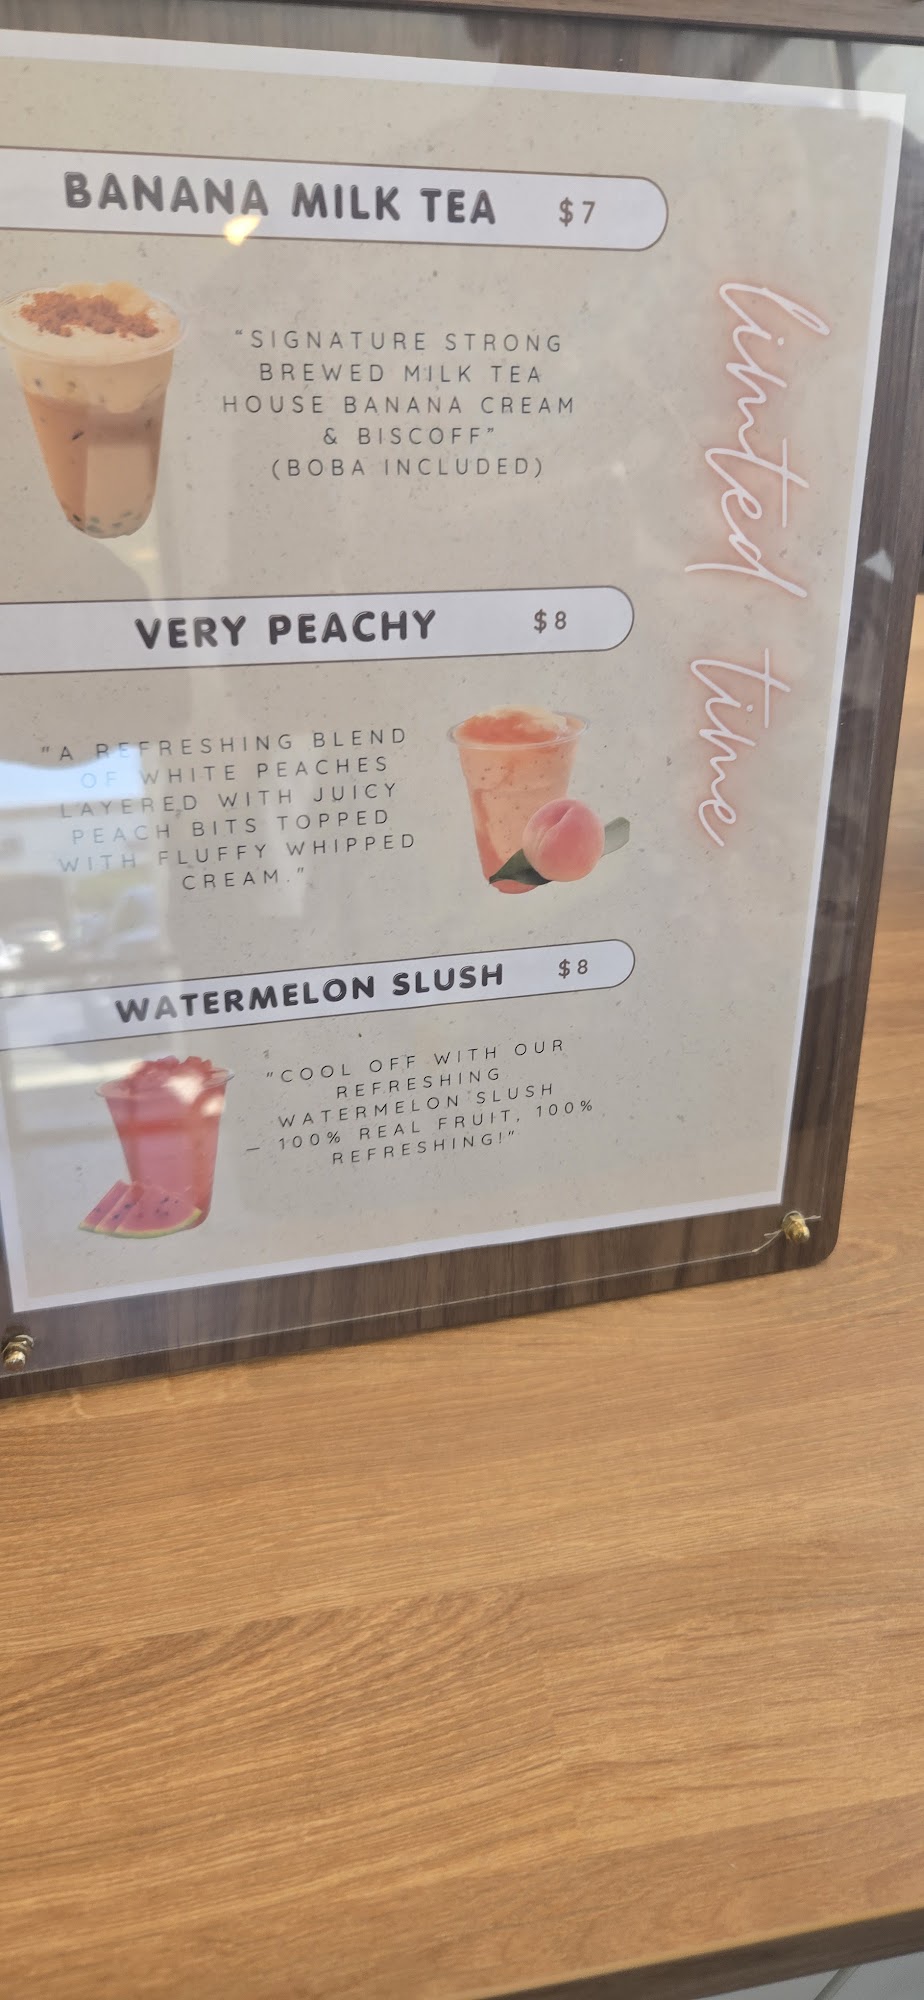 BANANA MILK TEA $7
"SIGNATURE STRONG
BREWED MILK TEA
HOUSE BANANA CREAM
& BISCOFF"
(BOBA INCLUDED)
VERY PEACHY $8
"A REFRESHING BLEND
OF WHITE PEACHES
LAYERED WITH JUICY
PEACH BITS TOPPED
WITH FLUFFY WHIPPED
CREAM."
WATERMELON SLUSH $8
"COOL OFF WITH OUR
REFRESHING
WATERMELON SLUSH
– 100% REAL FRUIT, 100%
REFRESHING!"
limited time